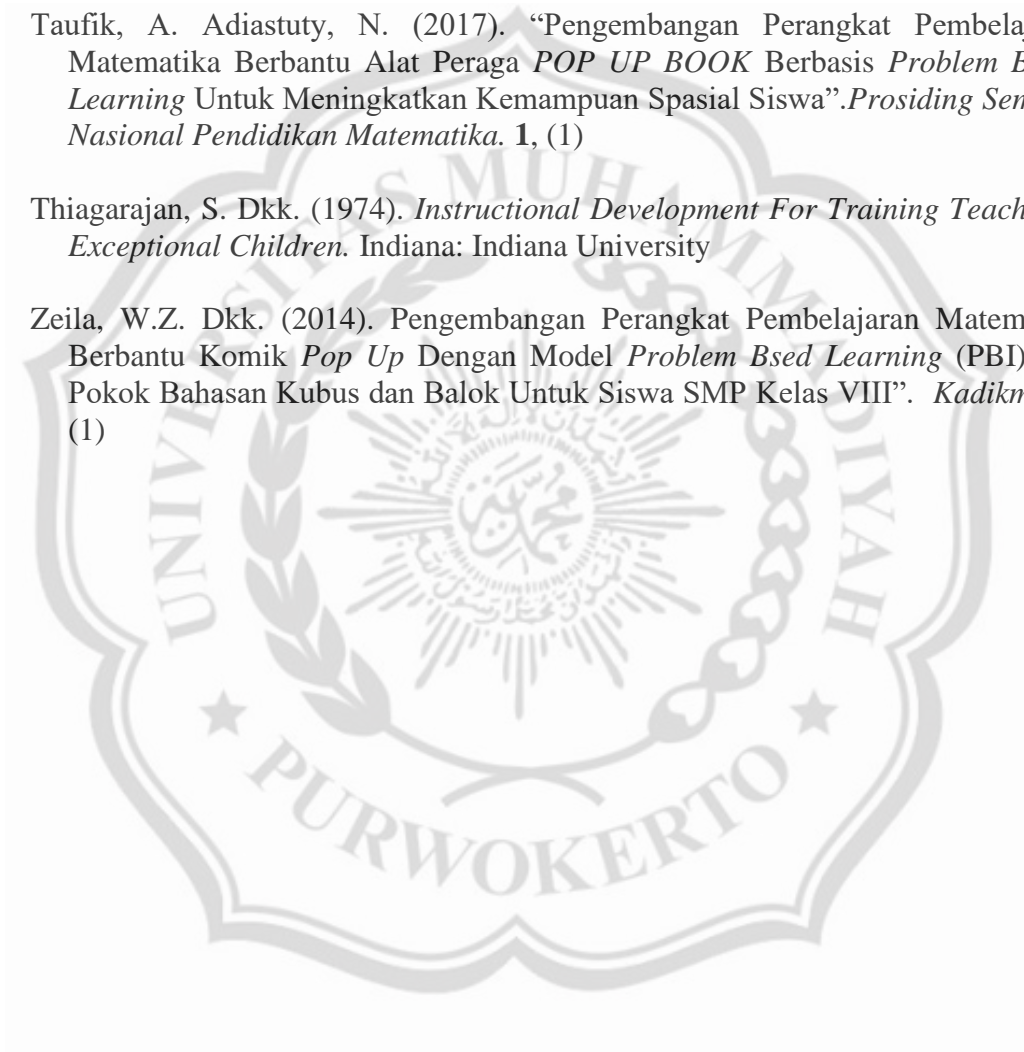 Taufik, A. Adiastuty, N. (2017). “Pengembangan Perangkat Pembelaj
Matematika Berbantu Alat Peraga POP UP BOOK Berbasis Problem B
Learning Untuk Meningkatkan Kemampuan Spasial Siswa”.Prosiding Sem
Nasional Pendidikan Matematika. 1, (1)
Thiagarajan, S. Dkk. (1974). Instructional Development For Training Teach
Exceptional Children. Indiana: Indiana University
Zeila, W.Z. Dkk. (2014). Pengembangan Perangkat Pembelajaran Matem
Berbantu Komik Pop Up Dengan Model Problem Bsed Learning (PBI)
Pokok Bahasan Kubus dan Balok Untuk Siswa SMP Kelas VIII”. Kadikm
(1)
UNIVERSITAS MUHAMMADIYAH
PURWOKERTO